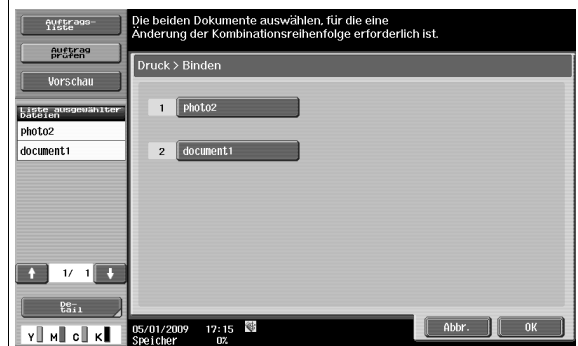 Auftrags-
liste
Auftrag
prüfen
Vorschau
Liste ausgewählter
Dateien
photo2
document1
1/ 1
De-
tail
Y M C K
Die beiden Dokumente auswählen, für die eine
Änderung der Kombinationsreihenfolge erforderlich ist.
Druck > Binden
1 photo2
2 document1
05/01/2009 17:15
Speicher 0%
Abbr. OK